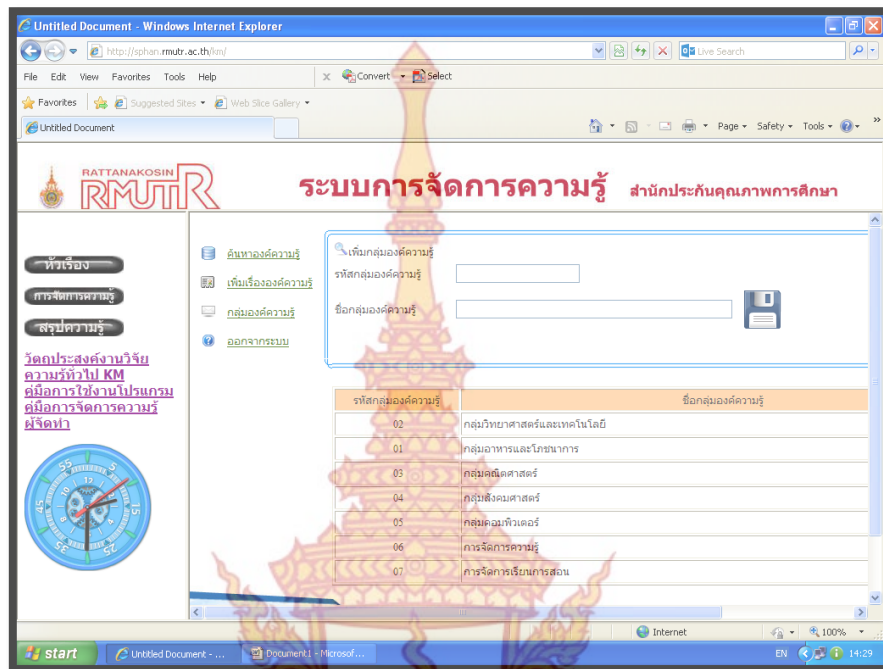 Untitled Document - Windows Internet Explorer
http://sphan.rmutr.ac.th/km/
Live Search
File Edit View Favorites Tools Help
x Convert Select
Favorites Suggested Sites Web Slice Gallery
Untitled Document
Page Safety Tools
RATTANAKOSIN
RMUTR
ระบบการจัดการความรู้ สำนักประกันคุณภาพการศึกษา
หัวเรื่อง
การจัดการความรู้
สรุปความรู้
วัตถุประสงค์งานวิจัย
ความรู้ทั่วไป KM
คู่มือการใช้งานโปรแกรม
คู่มือการจัดการความรู้
ผู้จัดทำ
55 5
12
45 15
35 25
ค้นหาองค์ความรู้
เพิ่มเรื่ององค์ความรู้
กลุ่มองค์ความรู้
ออกจากระบบ
เพิ่มกลุ่มองค์ความรู้
รหัสกลุ่มองค์ความรู้
ชื่อกลุ่มองค์ความรู้
รหัสกลุ่มองค์ความรู้ ชื่อกลุ่มองค์ความรู้
02 กลุ่มวิทยาศาสตร์และเทคโนโลยี
01 กลุ่มอาหารและโภชนาการ
03 กลุ่มคณิตศาสตร์
04 กลุ่มสังคมศาสตร์
05 กลุ่มคอมพิวเตอร์
06 การจัดการความรู้
07 การจัดการเรียนการสอน
Internet 100%
start Untitled Document - ... Document1 - Microsof... EN 14:29